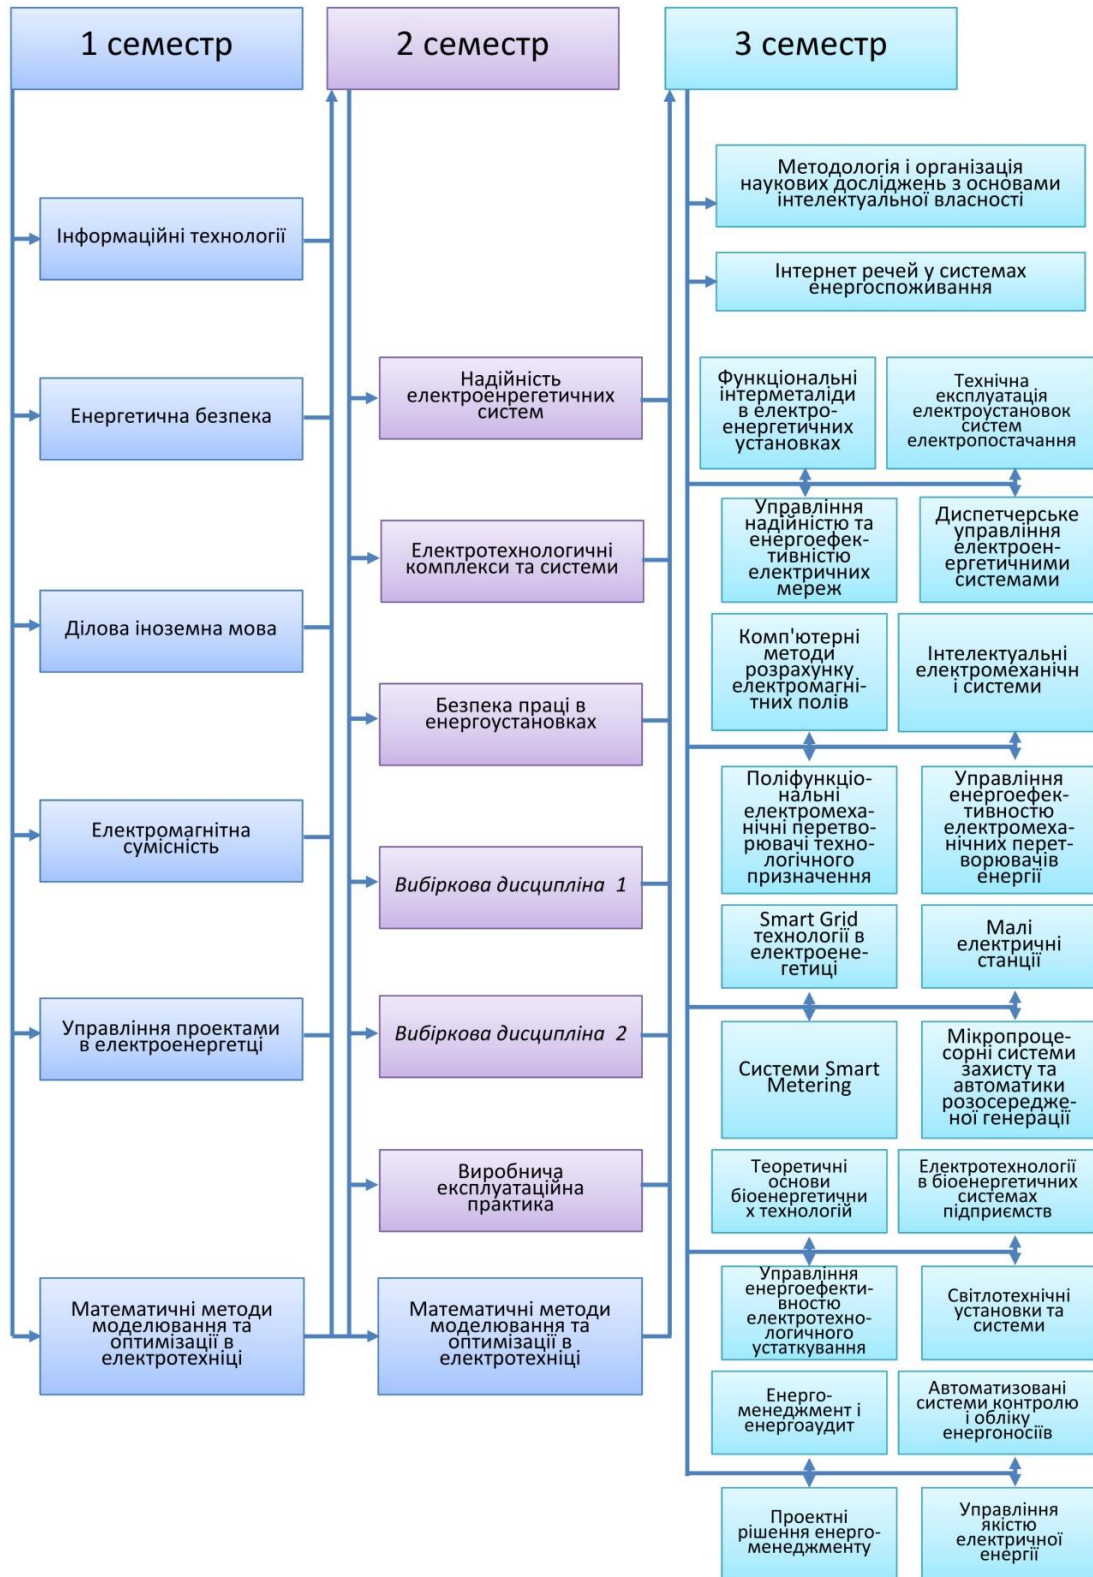 1 семестр
2 семестр
3 семестр
Інформаційні технології
Енергетична безпека
Ділова іноземна мова
Електромагнітна
сумісність
Управління проектами
в електроенергетці
Математичні методи
моделювання та
оптимізації в
електротехніці
Надійність
електроенрегетичних
систем
Електротехнологичні
комплекси та системи
Безпека праці в
енергоустановках
Вибіркова дисципліна 1
Вибіркова дисципліна 2
Виробнича
експлуатаційна
практика
Математичні методи
моделювання та
оптимізації в
електротехніці
Методологія і організація
наукових досліджень з основами
інтелектуальної власності
Інтернет речей у системах
енергоспоживання
Функціональні
інтерметаліди
в електро-
енергетичних
установках
Технічна
експлуатація
електроустановок
систем
електропостачання
Управління
надійністю та
енергоефек-
тивністю
електричних
мереж
Диспетчерське
управління
електроен-
ергетичними
системами
Комп'ютерні
методи
розрахунку
електромагні-
тних полів
Інтелектуальні
електромеханічн
і системи
Поліфункціо-
нальні
електромеха-
нічні перетво-
рювачі техноло-
гічного
призначення
Управління
енергоефек-
тивностю
електромеха-
нічних перет-
ворювачів
енергії
Smart Grid
технології в
електроене-
гетиці
Малі
електричні
станції
Системи Smart
Metering
Мікропроце-
сорні системи
захисту та
автоматики
розосередже-
ної генерації
Теоретичні
основи
біоенергетични
х технологій
Електротехнології
в біоенергетичних
системах
підприємств
Управління
енергоефекти-
вностю
електротехно-
логичного
устаткування
Світлотехнічні
установки та
системи
Енерго-
менеджмент і
енергоаудит
Автоматизовані
системи контролю
і обліку
енергоносіїв
Проектні
рішення енерго-
менеджменту
Управління
якістю
електричної
енергії